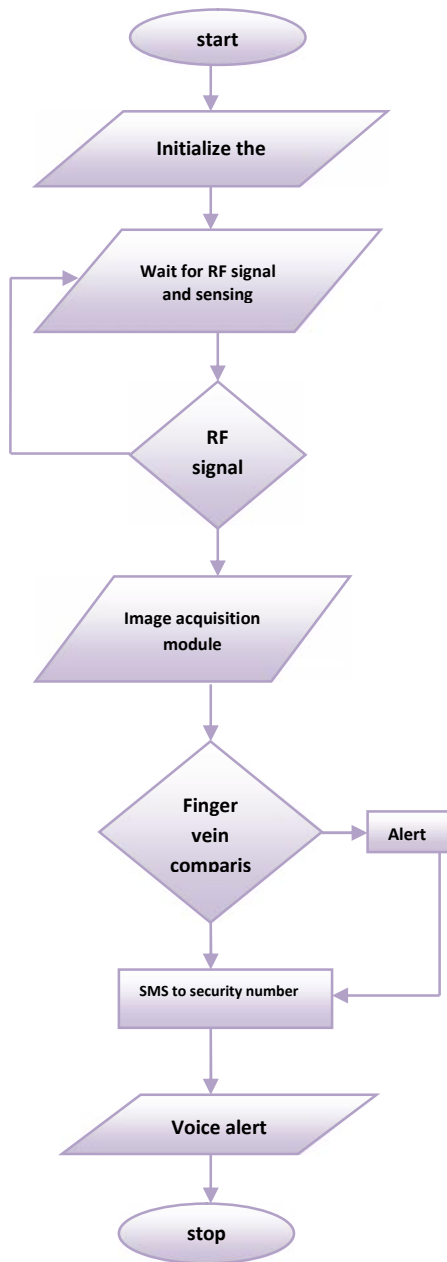 start
Initialize the
Wait for RF signal
and sensing
RF
signal
Image acquisition
module
Finger
vein
comparis
Alert
SMS to security number
Voice alert
stop